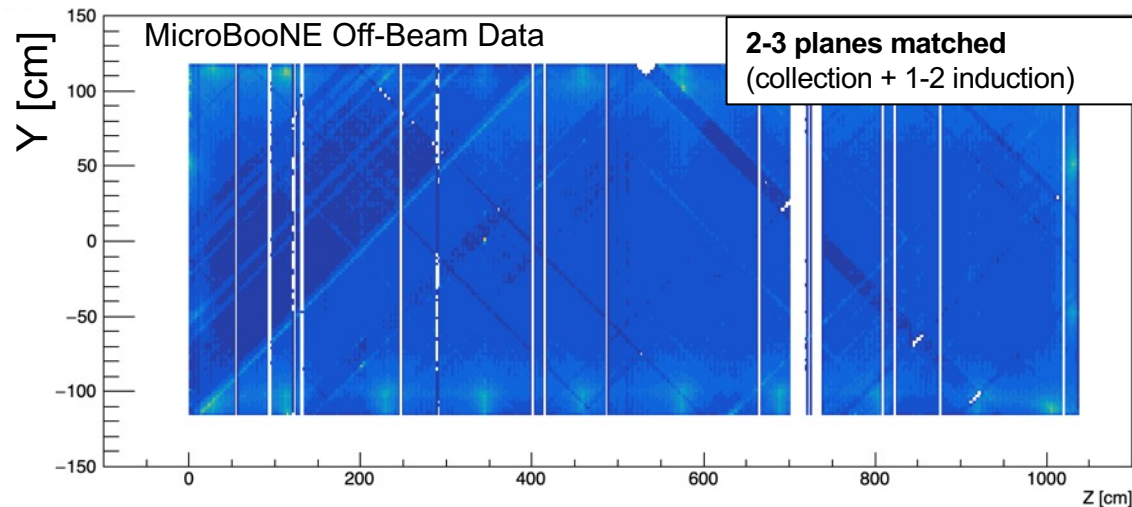 MicroBooNE Off-Beam Data
2-3 planes matched
(collection + 1-2 induction)
Y [cm]
150
100
50
0
−50
−100
−150
0
200
400
600
800
1000
Z [cm]